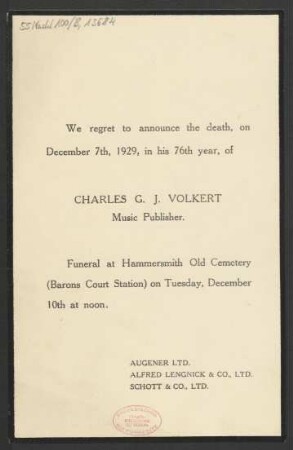 55 Nachl 100/B, 13684
We regret to announce the death, on
December 7th, 1929, in his 76th year, of
CHARLES G. J. VOLKERT
Music Publisher.
Funeral at Hammersmith Old Cemetery
(Barons Court Station) on Tuesday, December
10th at noon.
AUGENER LTD.
ALFRED LENGNICK & CO., LTD.
SCHOTT & CO., LTD.